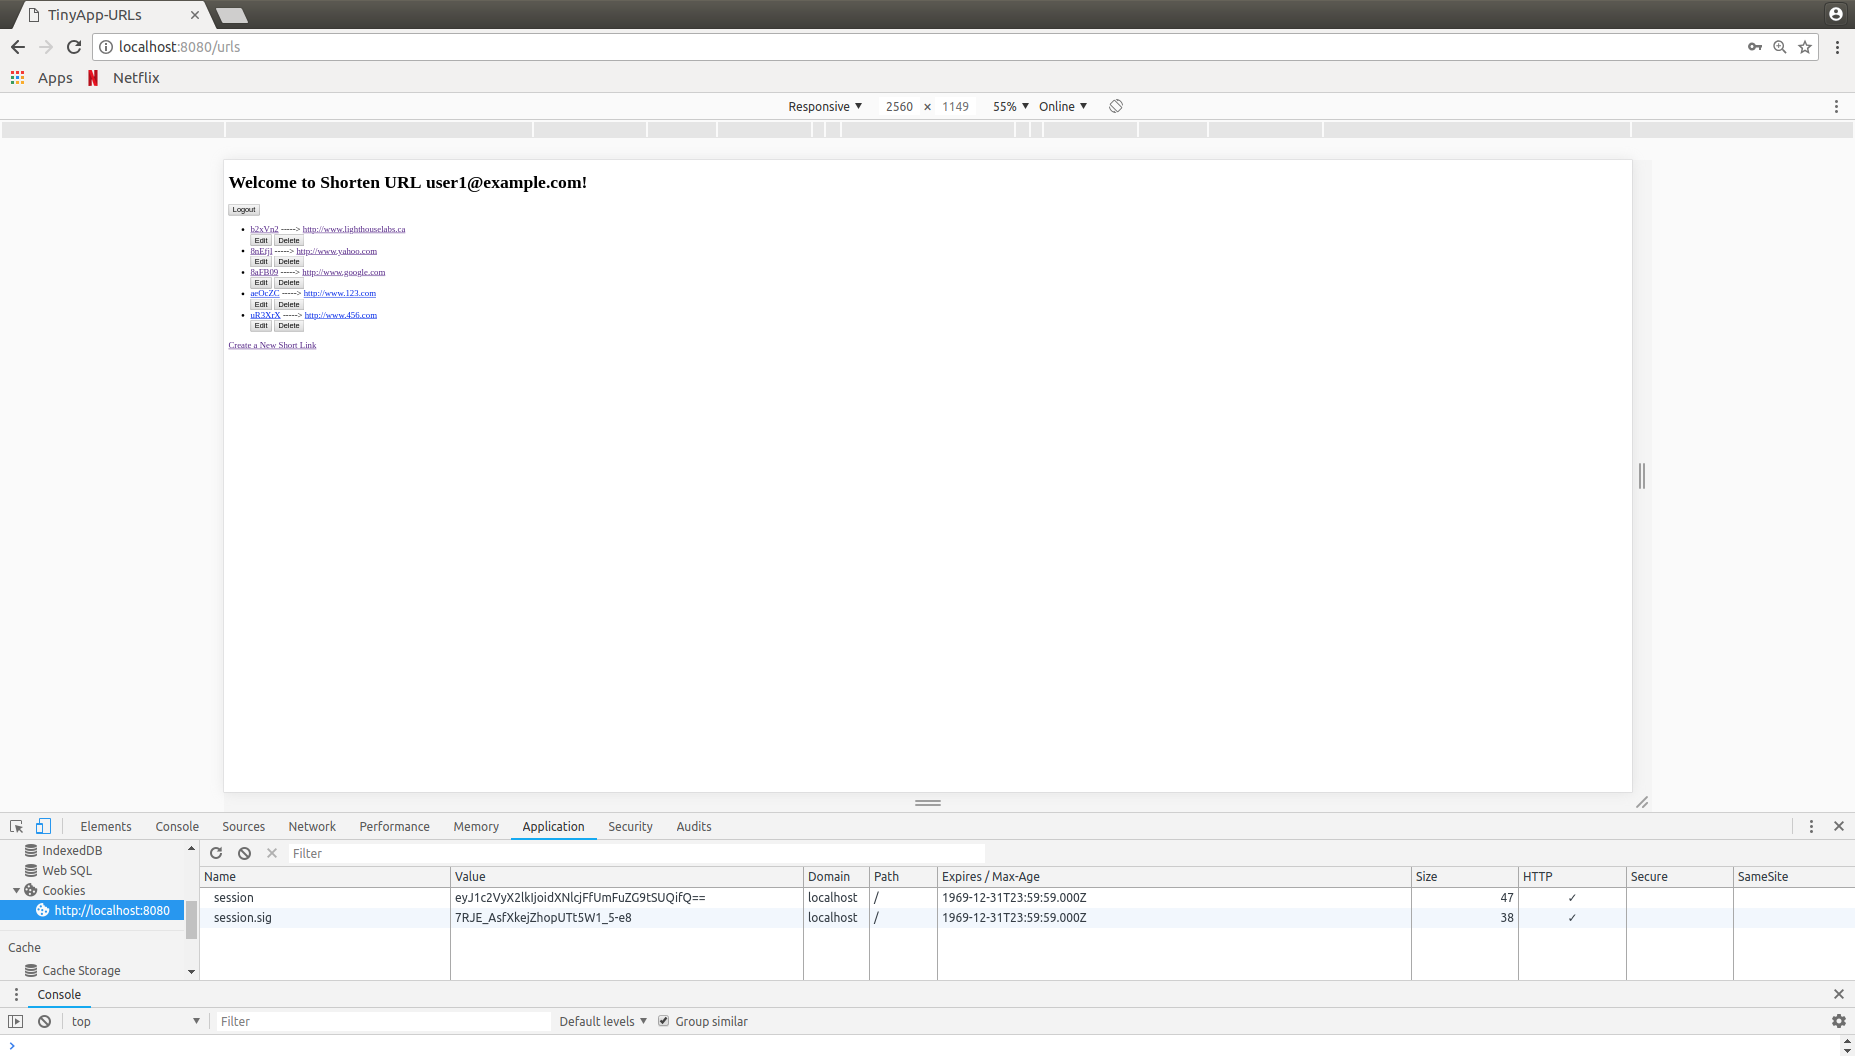 TinyApp-URLs
localhost:8080/urls
Apps Netflix
Responsive 2560 × 1149 55% Online
Welcome to Shorten URL user1@example.com!
Logout
b2xVn2 -----> http://www.lighthouselabs.ca
Edit Delete
8nEfjl -----> http://www.yahoo.com
Edit Delete
8aFB09 -----> http://www.google.com
Edit Delete
aeOcZC -----> http://www.123.com
Edit Delete
uR3XrX -----> http://www.456.com
Edit Delete
Create a New Short Link
Elements Console Sources Network Performance Memory Application Security Audits
IndexedDB
Web SQL
Cookies
http://localhost:8080
Cache
Cache Storage
Filter
Name Value Domain Path Expires / Max-Age Size HTTP Secure SameSite
session eyJ1c2VyX2lkIjoidXNlcjFfUmFuZG9tSUQifQ== localhost / 1969-12-31T23:59:59.000Z 47 ✓
session.sig 7RJE_AsfXkejZhopUTt5W1_5-e8 localhost / 1969-12-31T23:59:59.000Z 38 ✓
Console
top Filter Default levels Group similar